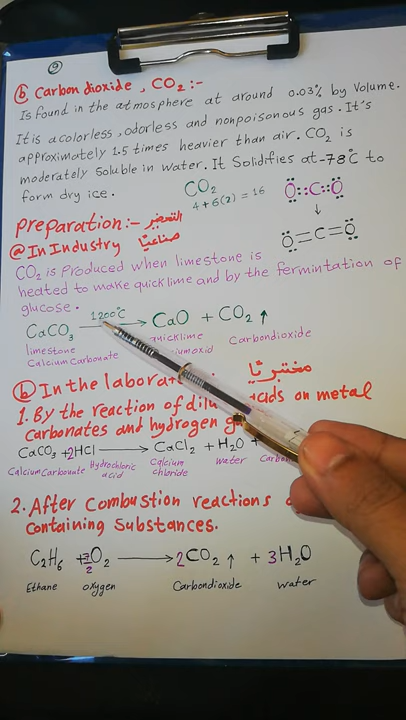 9
b Carbon dioxide, CO₂ :-
Is found in the atmosphere at around 0.03% by Volume.
It is a colorless, odorless and nonpoisonous gas. It's
approximately 1.5 times heavier than air. CO₂ is
moderately Soluble in water. It Solidifies at -78°C to
form dry ice.
CO₂
4+6(2)=16
Ö::C::Ö
↓
Ö=C=Ö
Preparation:- التحضير
@ In Industry صناعيًا
CO₂ is Produced when limestone is
heated to make quicklime and by the fermintation of
glucose.
CaCO₃ 1200°C → CaO + CO₂ ↑
limestone quicklime Carbondioxide
Calcium Carbonate
b In the مختبريًا
1. By the reaction of on metal
Carbonates and hydrogen
CaCO₃ + 2HCl → CaCl₂ + H₂O +
Calcium Carbonate Hydrochloric acid Calcium chloride water
2. After Combustion reactions
Containing Substances.
C₂H₆ + 7/2 O₂ → 2CO₂ ↑ + 3H₂O
Ethane oxygen Carbondioxide water